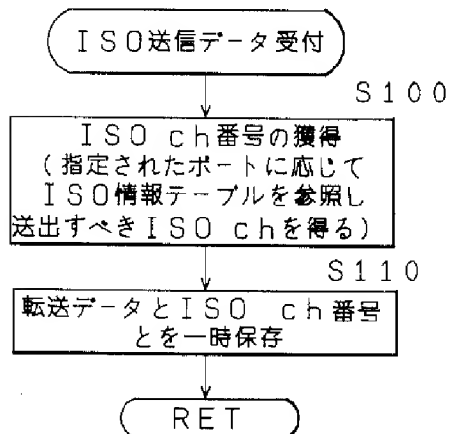 ISO送信データ受付
S100
ISO ch番号の獲得
(指定されたポートに応じて
ISO情報テーブルを参照し
送出すべきISO chを得る)
S110
転送データとISO ch番号
とを一時保存
RET